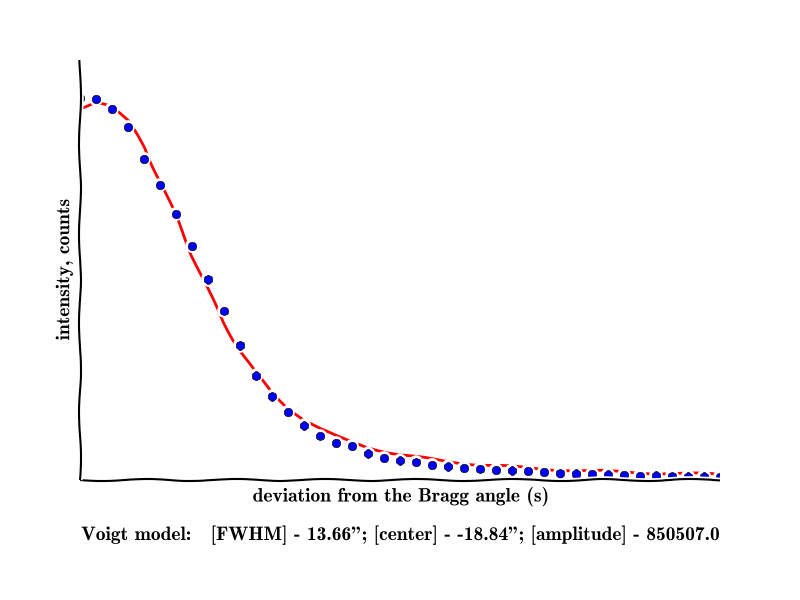 intensity, counts
deviation from the Bragg angle (s)
Voigt model: [FWHM] - 13.66”; [center] - -18.84”; [amplitude] - 850507.0